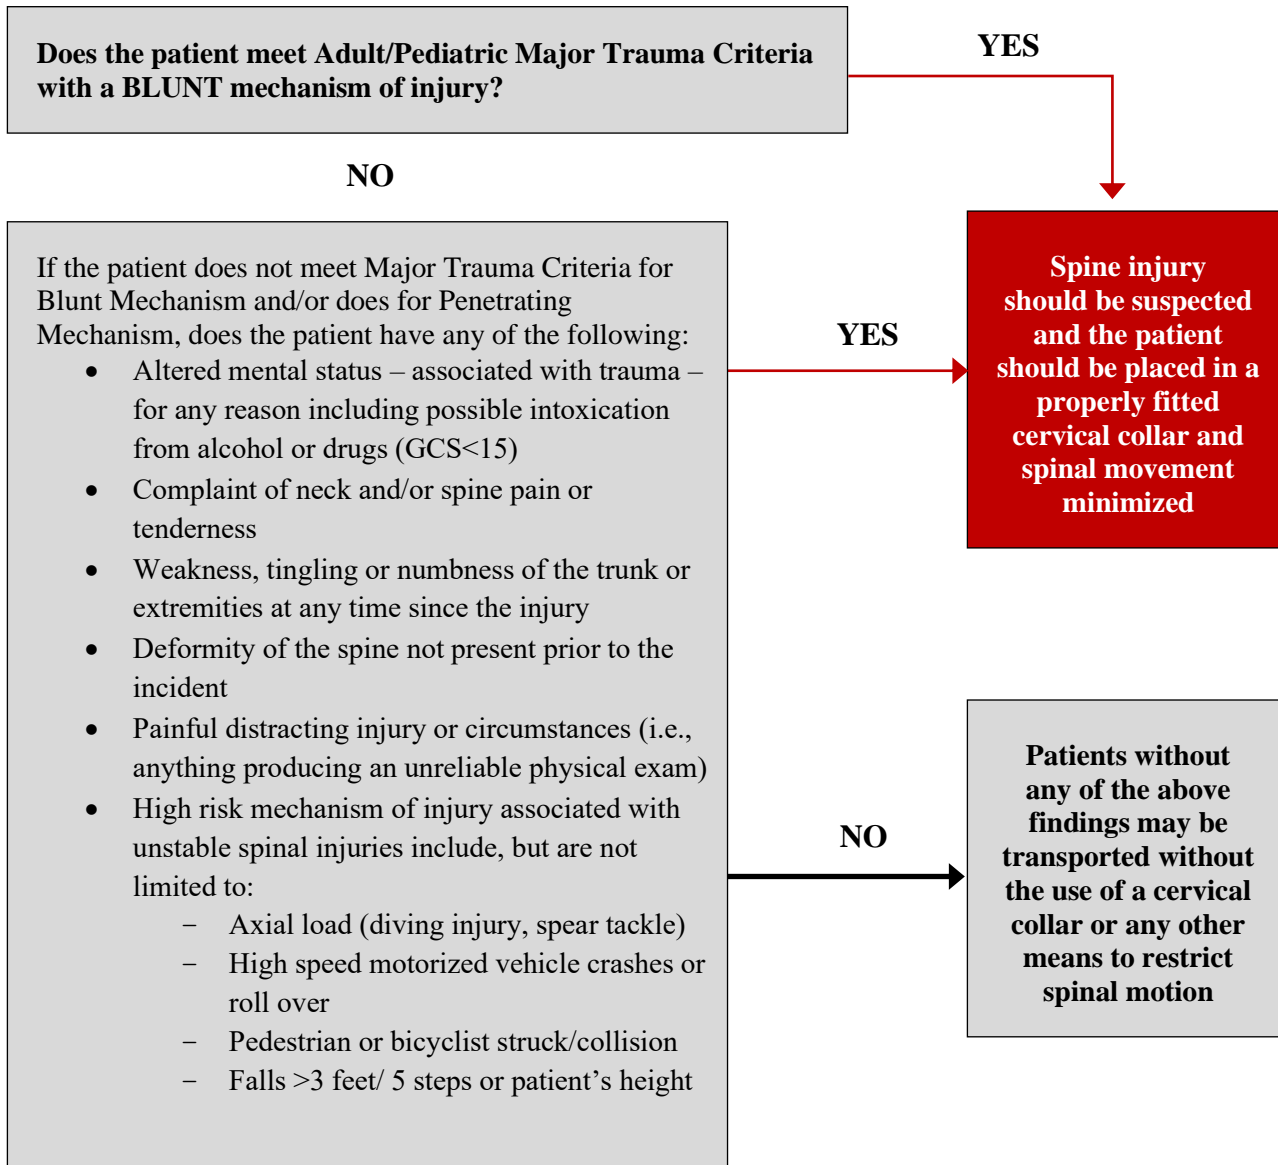 Does the patient meet Adult/Pediatric Major Trauma Criteria
with a BLUNT mechanism of injury?
YES
NO
If the patient does not meet Major Trauma Criteria for
Blunt Mechanism and/or does for Penetrating
Mechanism, does the patient have any of the following:
• Altered mental status – associated with trauma –
for any reason including possible intoxication
from alcohol or drugs (GCS<15)
• Complaint of neck and/or spine pain or
tenderness
• Weakness, tingling or numbness of the trunk or
extremities at any time since the injury
• Deformity of the spine not present prior to the
incident
• Painful distracting injury or circumstances (i.e.,
anything producing an unreliable physical exam)
• High risk mechanism of injury associated with
unstable spinal injuries include, but are not
limited to:
− Axial load (diving injury, spear tackle)
− High speed motorized vehicle crashes or
roll over
− Pedestrian or bicyclist struck/collision
− Falls >3 feet/ 5 steps or patient’s height
YES
Spine injury
should be suspected
and the patient
should be placed in a
properly fitted
cervical collar and
spinal movement
minimized
NO
Patients without
any of the above
findings may be
transported without
the use of a cervical
collar or any other
means to restrict
spinal motion